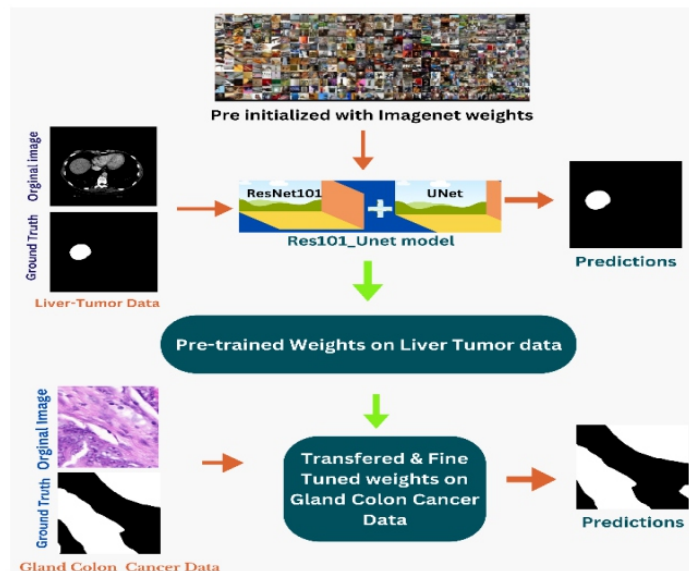 Pre initialized with Imagenet weights
Orginal image
Ground Truth
Liver-Tumor Data
ResNet101
UNet
+
Res101_Unet model
Predictions
Pre-trained Weights on Liver Tumor data
Orginal Image
Ground Truth
Gland Colon Cancer Data
Transfered & Fine
Tuned weights on
Gland Colon Cancer
Data
Predictions